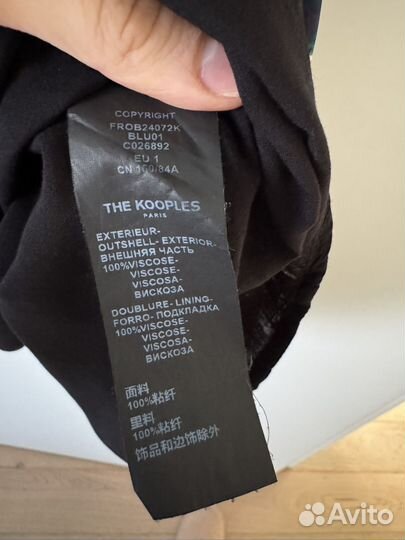 COPYRIGHT
FROB24072K
BLU01
C026892
EU 1
CN 160/84A
THE KOOPLES
PARIS
EXTERIEUR-
OUTSHELL- EXTERIOR-
ВНЕШНЯЯ ЧАСТЬ
100%VISCOSE-
VISCOSE-
VISCOSA-
ВИСКОЗА
DOUBLURE- LINING-
FORRO- ПОДКЛАДКА
100%VISCOSE-
VISCOSE-
VISCOSA-
ВИСКОЗА
面料
100%粘纤
里料
100%粘纤
饰品和边饰除外
Avito